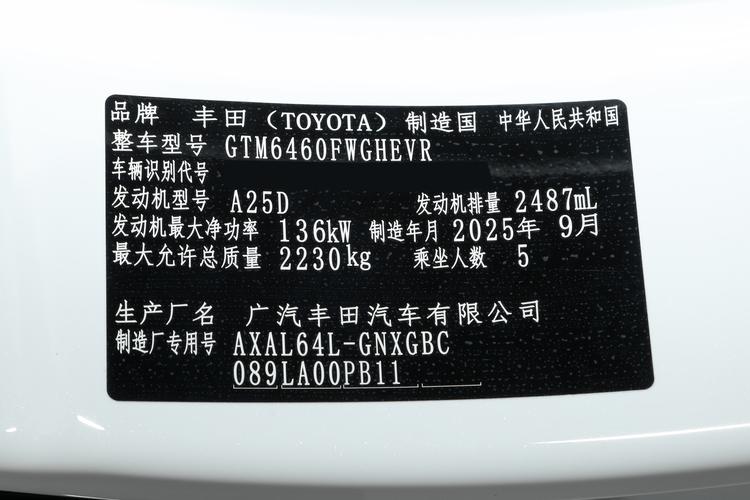 品牌 丰田（TOYOTA）制造国 中华人民共和国
整车型号 GTM6460FWGHEVR
车辆识别代号
发动机型号 A25D 发动机排量 2487mL
发动机最大净功率 136kW 制造年月 2025年 9月
最大允许总质量 2230kg 乘坐人数 5
生产厂名 广汽丰田汽车有限公司
制造厂专用号 AXAL64L-GNXGBC
089LA00PB11